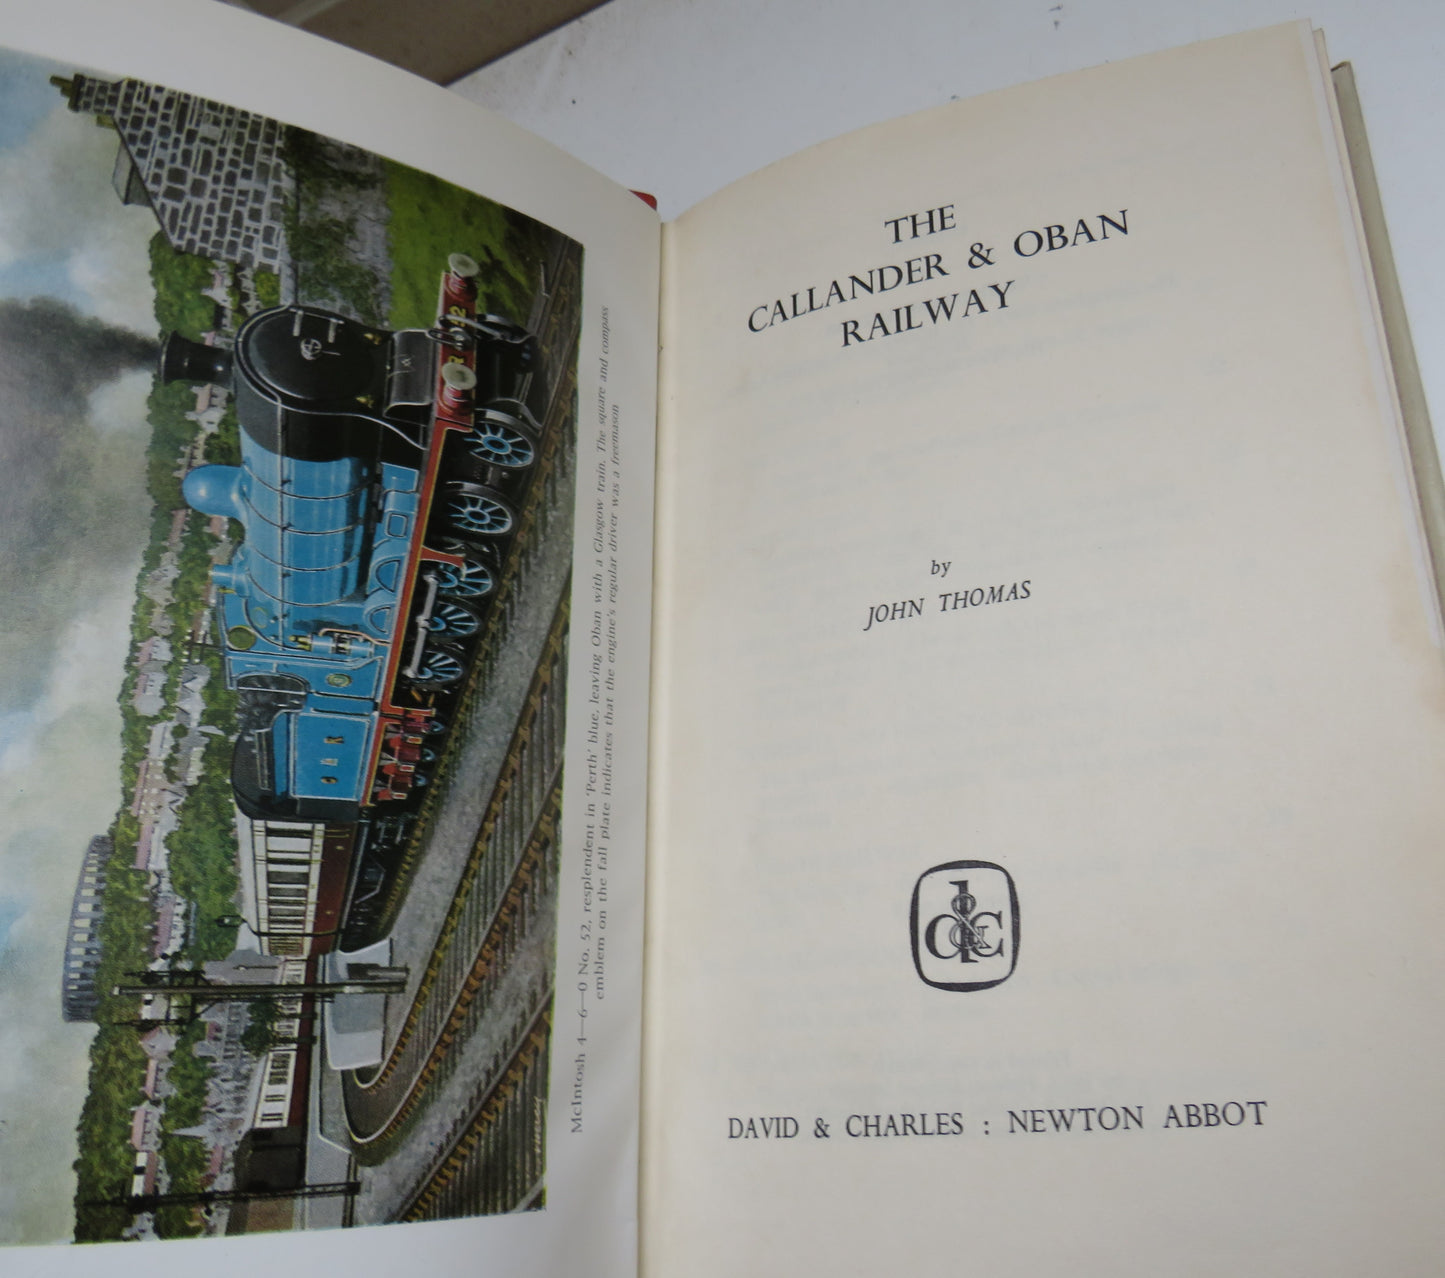 McIntosh 4—6—0 No. 52, resplendent in 'Perth' blue, leaving Oban with a Glasgow train. The square and compass
emblem on the fall plate indicates that the engine's regular driver was a freemason
C & R
THE
CALLANDER & OBAN
RAILWAY
by
JOHN THOMAS
d&c
DAVID & CHARLES : NEWTON ABBOT